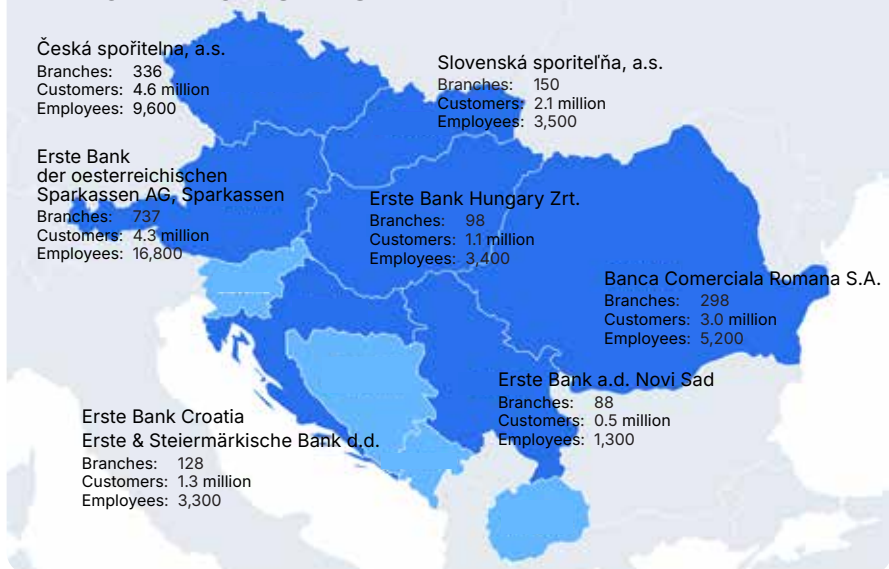 Česká spořitelna, a.s.
Branches: 336
Customers: 4.6 million
Employees: 9,600
Slovenská sporiteľňa, a.s.
Branches: 150
Customers: 2.1 million
Employees: 3,500
Erste Bank
der oesterreichischen
Sparkassen AG, Sparkassen
Branches: 737
Customers: 4.3 million
Employees: 16,800
Erste Bank Hungary Zrt.
Branches: 98
Customers: 1.1 million
Employees: 3,400
Banca Comerciala Romana S.A.
Branches: 298
Customers: 3.0 million
Employees: 5,200
Erste Bank a.d. Novi Sad
Branches: 88
Customers: 0.5 million
Employees: 1,300
Erste Bank Croatia
Erste & Steiermärkische Bank d.d.
Branches: 128
Customers: 1.3 million
Employees: 3,300